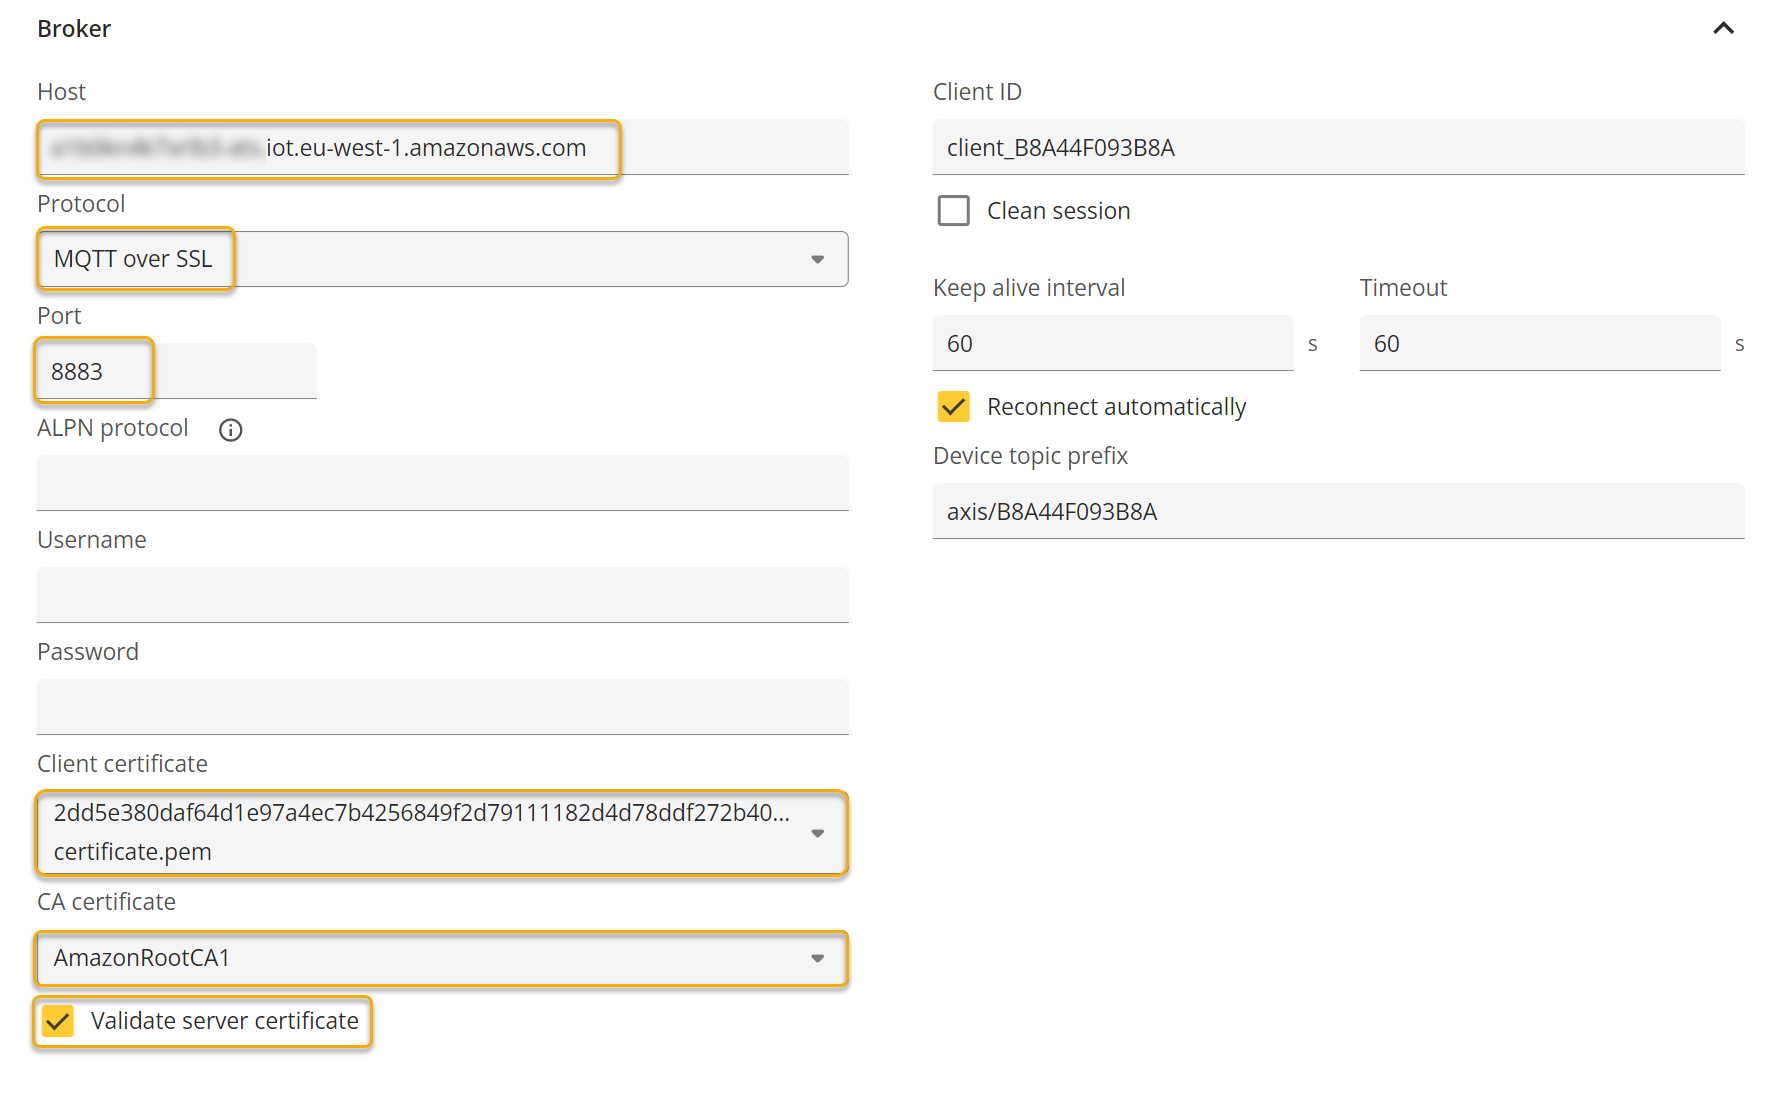 Broker
Host
iot.eu-west-1.amazonaws.com
Protocol
MQTT over SSL
Port
8883
ALPN protocol
Username
Password
Client certificate
2dd5e380daf64d1e97a4ec7b4256849f2d79111182d4d78ddf272b40...
certificate.pem
CA certificate
AmazonRootCA1
Validate server certificate
Client ID
client_B8A44F093B8A
Clean session
Keep alive interval
60 s
Timeout
60 s
Reconnect automatically
Device topic prefix
axis/B8A44F093B8A